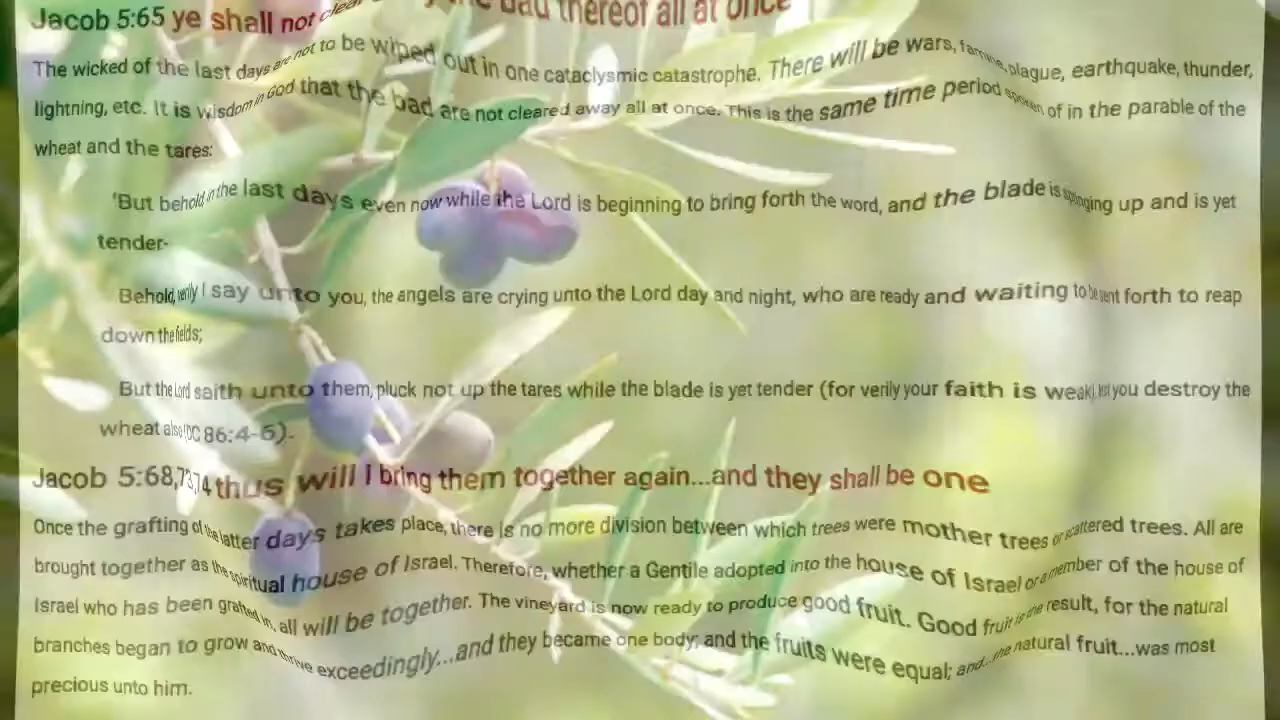 Jacob 5:65 ye shall not clear away the bad thereof all at once
The wicked of the last days are not to be wiped out in one cataclysmic catastrophe. There will be wars, famine, plague, earthquake, thunder,
lightning, etc. It is wisdom in God that the bad are not cleared away all at once. This is the same time period spoken of in the parable of the
wheat and the tares:
'But behold in the last days even now while the Lord is beginning to bring forth the word, and the blade is springing up and is yet
tender-
Behold, verily I say unto you, the angels are crying unto the Lord day and night, who are ready and waiting to be sent forth to reap
down the fields;
But the Lord saith unto them, pluck not up the tares while the blade is yet tender (for verily your faith is weak), lest you destroy the
wheat also' (DC 86:4-6).
Jacob 5:68,73,74 thus will I bring them together again...and they shall be one
Once the grafting of the latter days takes place, there is no more division between which trees were mother trees or scattered trees. All are
brought together as the spiritual house of Israel. Therefore, whether a Gentile adopted into the house of Israel or a member of the house of
Israel who has been grafted in, all will be together. The vineyard is now ready to produce good fruit. Good fruit is the result, for the natural
branches began to grow and thrive exceedingly...and they became one body; and the fruits were equal; and...the natural fruit...was most
precious unto him.